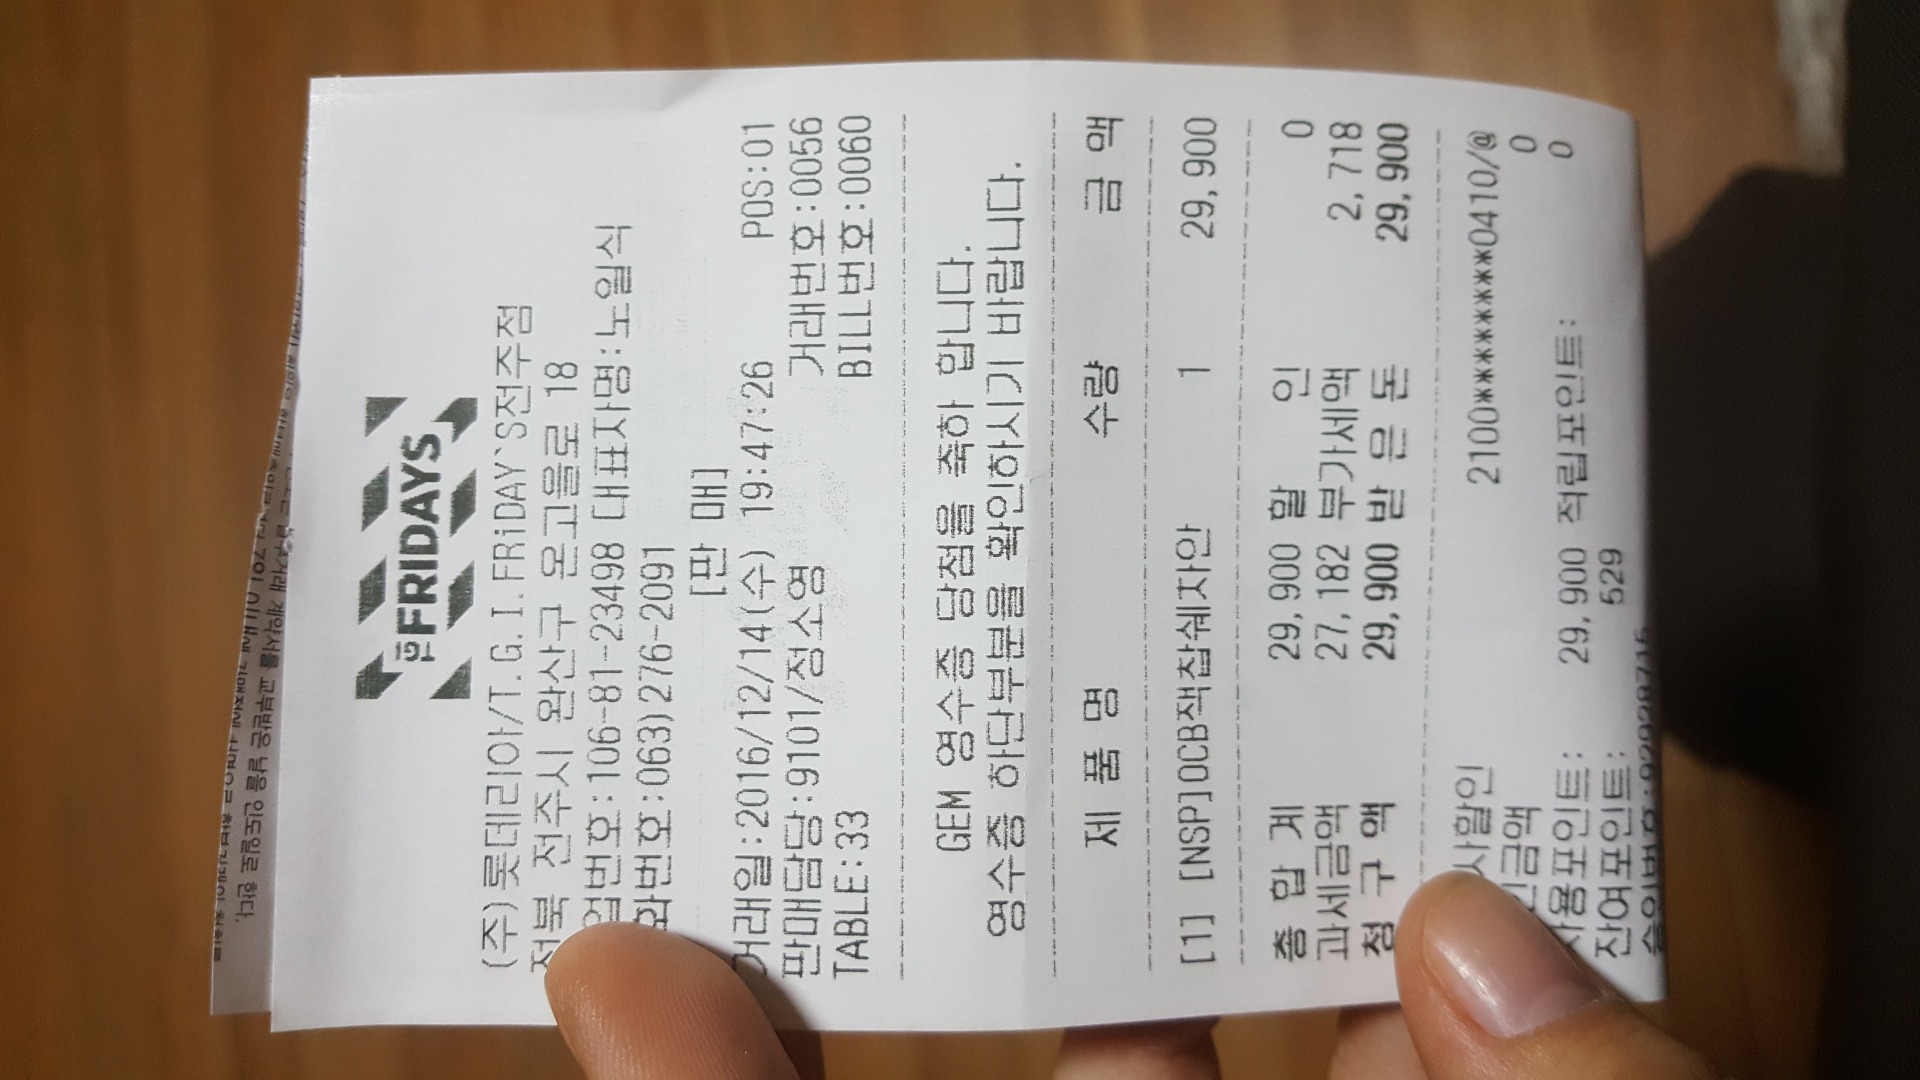 FRIDAYS
(주)롯데리아/T.G.I.FRiDAY`S전주점
전북 전주시 완산구 온고을로 18
업번호:106-81-23498 대표자명:노일식
화번호:063)276-2091
[판 매]
거래일:2016/12/14(수) 19:47:26 POS:01
판매담당:9101/정소영 거래번호:0056
TABLE:33 BILL번호:0060
GEM 영수증 당첨을 축하 합니다.
영수증 하단부분을 확인하시기 바랍니다.
제 품 명 수량 금 액
[1] [NSP]OCB잭찹쉐자안 1 29,900
총 합 계 29,900 할 인 0
과세금액 27,182 부가세액 2,718
청 구 액 29,900 받 은 돈 29,900
사할인 2100********0410/@
인금액 0
사용포인트: 29,900 적립포인트: 0
잔여포인트: 529